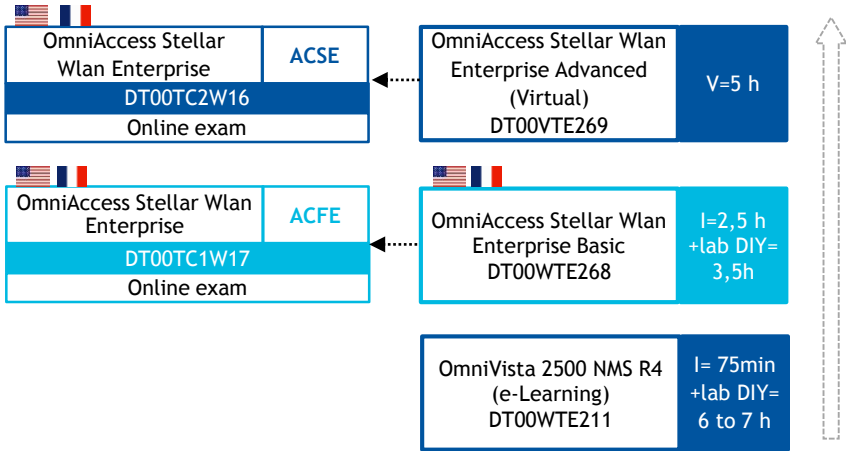 OmniAccess Stellar
Wlan Enterprise
ACSE
DT00TC2W16
Online exam
OmniAccess Stellar Wlan
Enterprise Advanced
(Virtual)
DT00VTE269
V=5 h
OmniAccess Stellar Wlan
Enterprise
ACFE
DT00TC1W17
Online exam
OmniAccess Stellar Wlan
Enterprise Basic
DT00WTE268
I=2,5 h
+lab DIY=
3,5h
OmniVista 2500 NMS R4
(e-Learning)
DT00WTE211
I= 75min
+lab DIY=
6 to 7 h